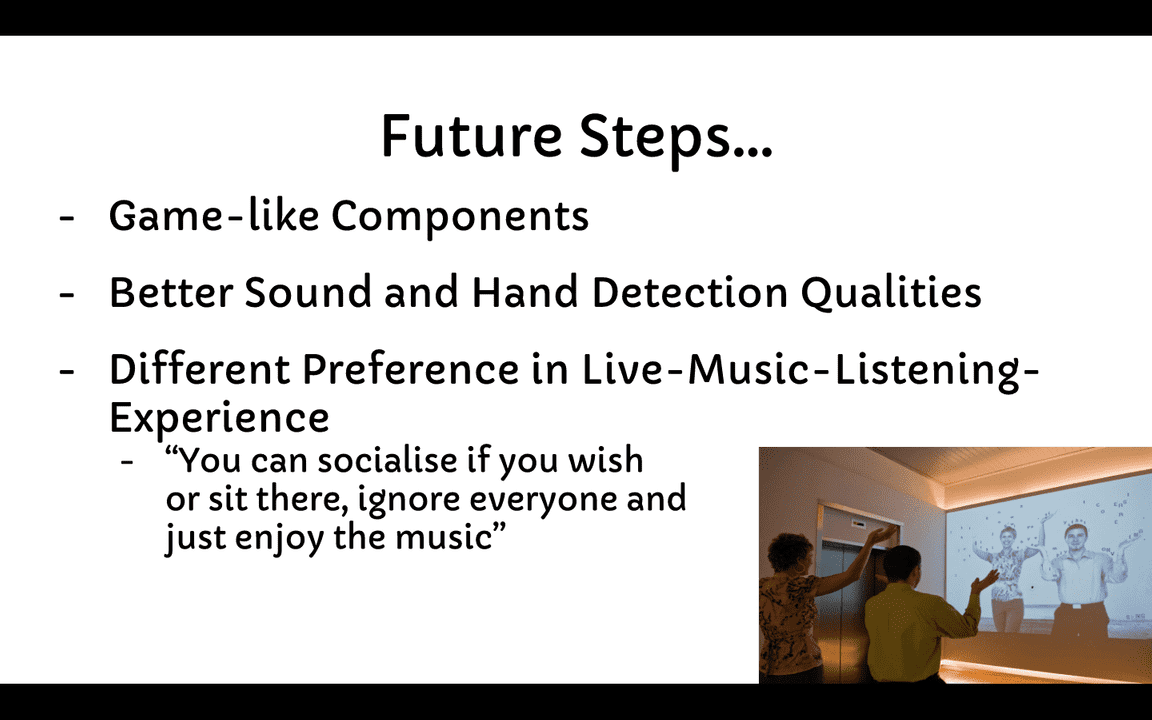 Future Steps...
- Game-like Components
- Better Sound and Hand Detection Qualities
- Different Preference in Live-Music-Listening-
Experience
- “You can socialise if you wish
or sit there, ignore everyone and
just enjoy the music”